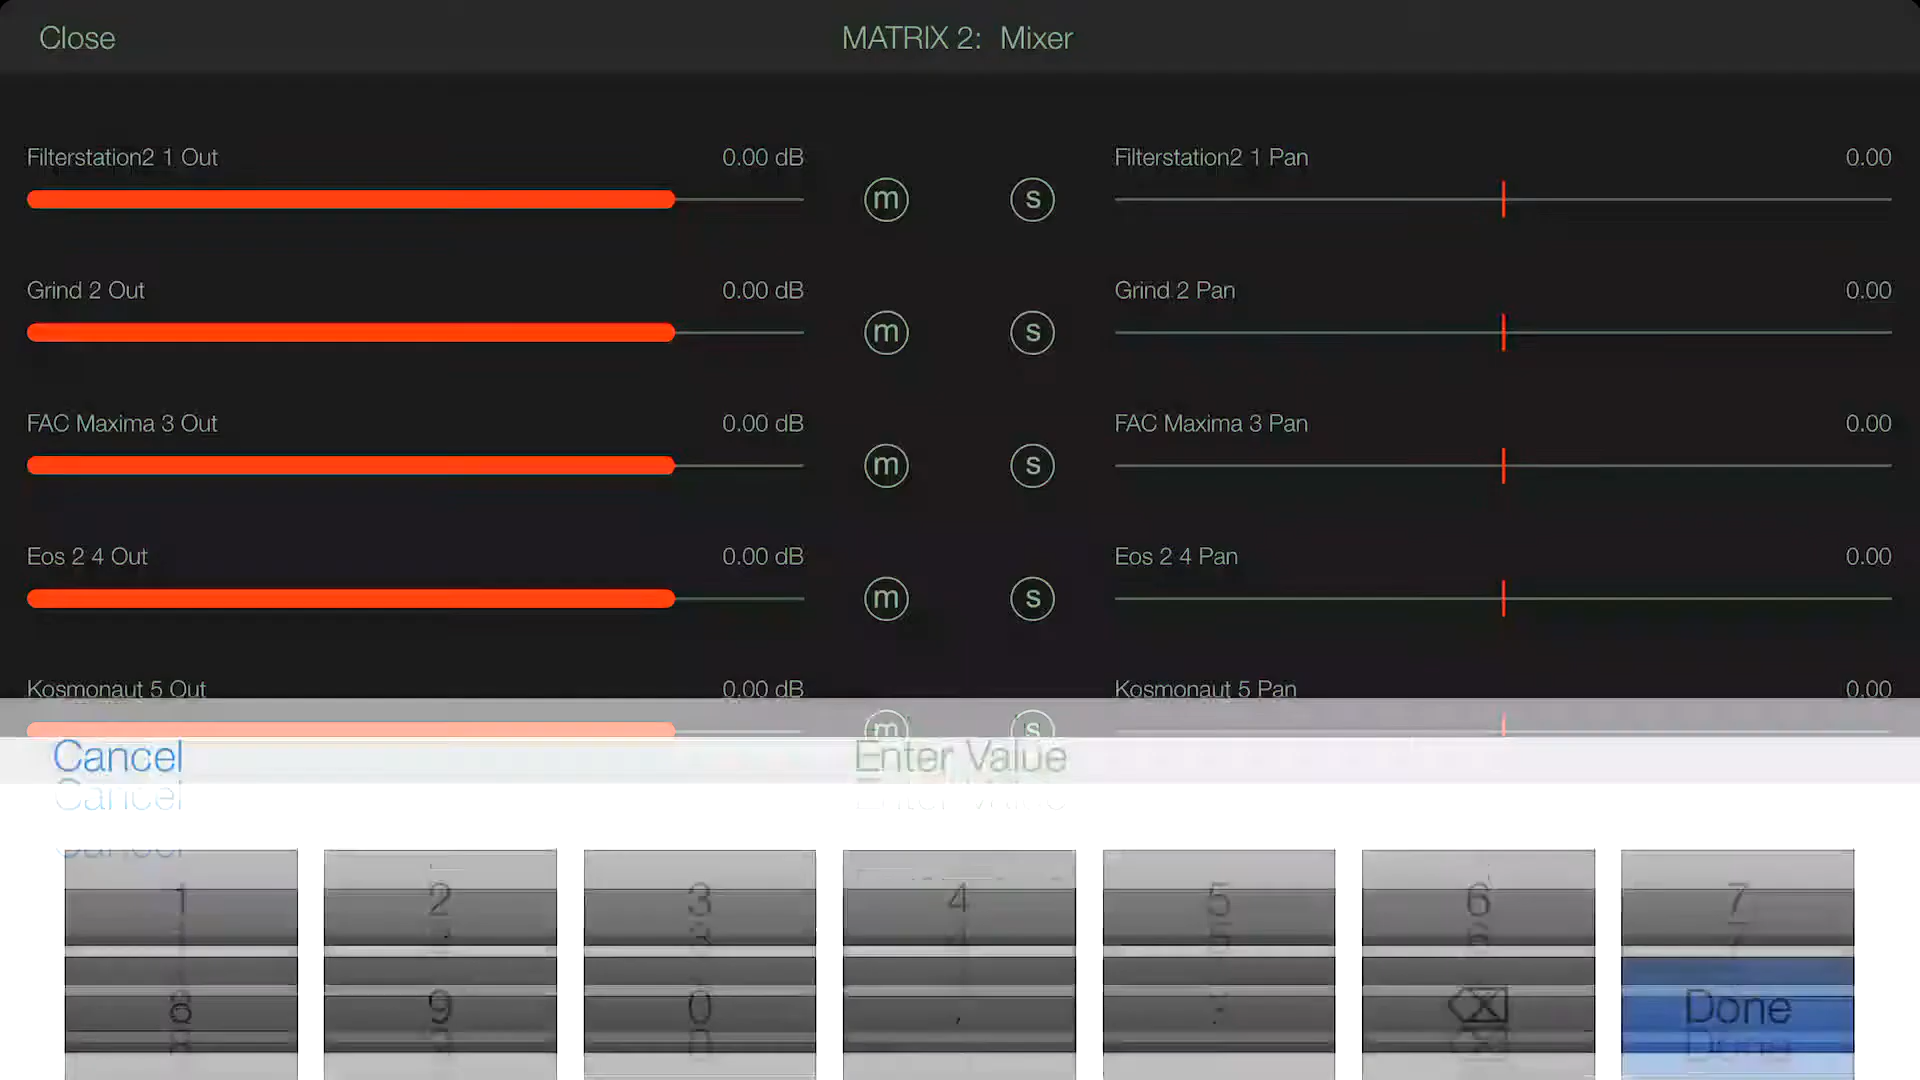 Close MATRIX 2: Mixer
Filterstation2 1 Out 0.00 dB m s Filterstation2 1 Pan 0.00
Grind 2 Out 0.00 dB m s Grind 2 Pan 0.00
FAC Maxima 3 Out 0.00 dB m s FAC Maxima 3 Pan 0.00
Eos 2 4 Out 0.00 dB m s Eos 2 4 Pan 0.00
Kosmonaut 5 Out 0.00 dB m s Kosmonaut 5 Pan 0.00
Cancel Enter Value
1 2 3 4 5 6 7
8 9 0 , Done